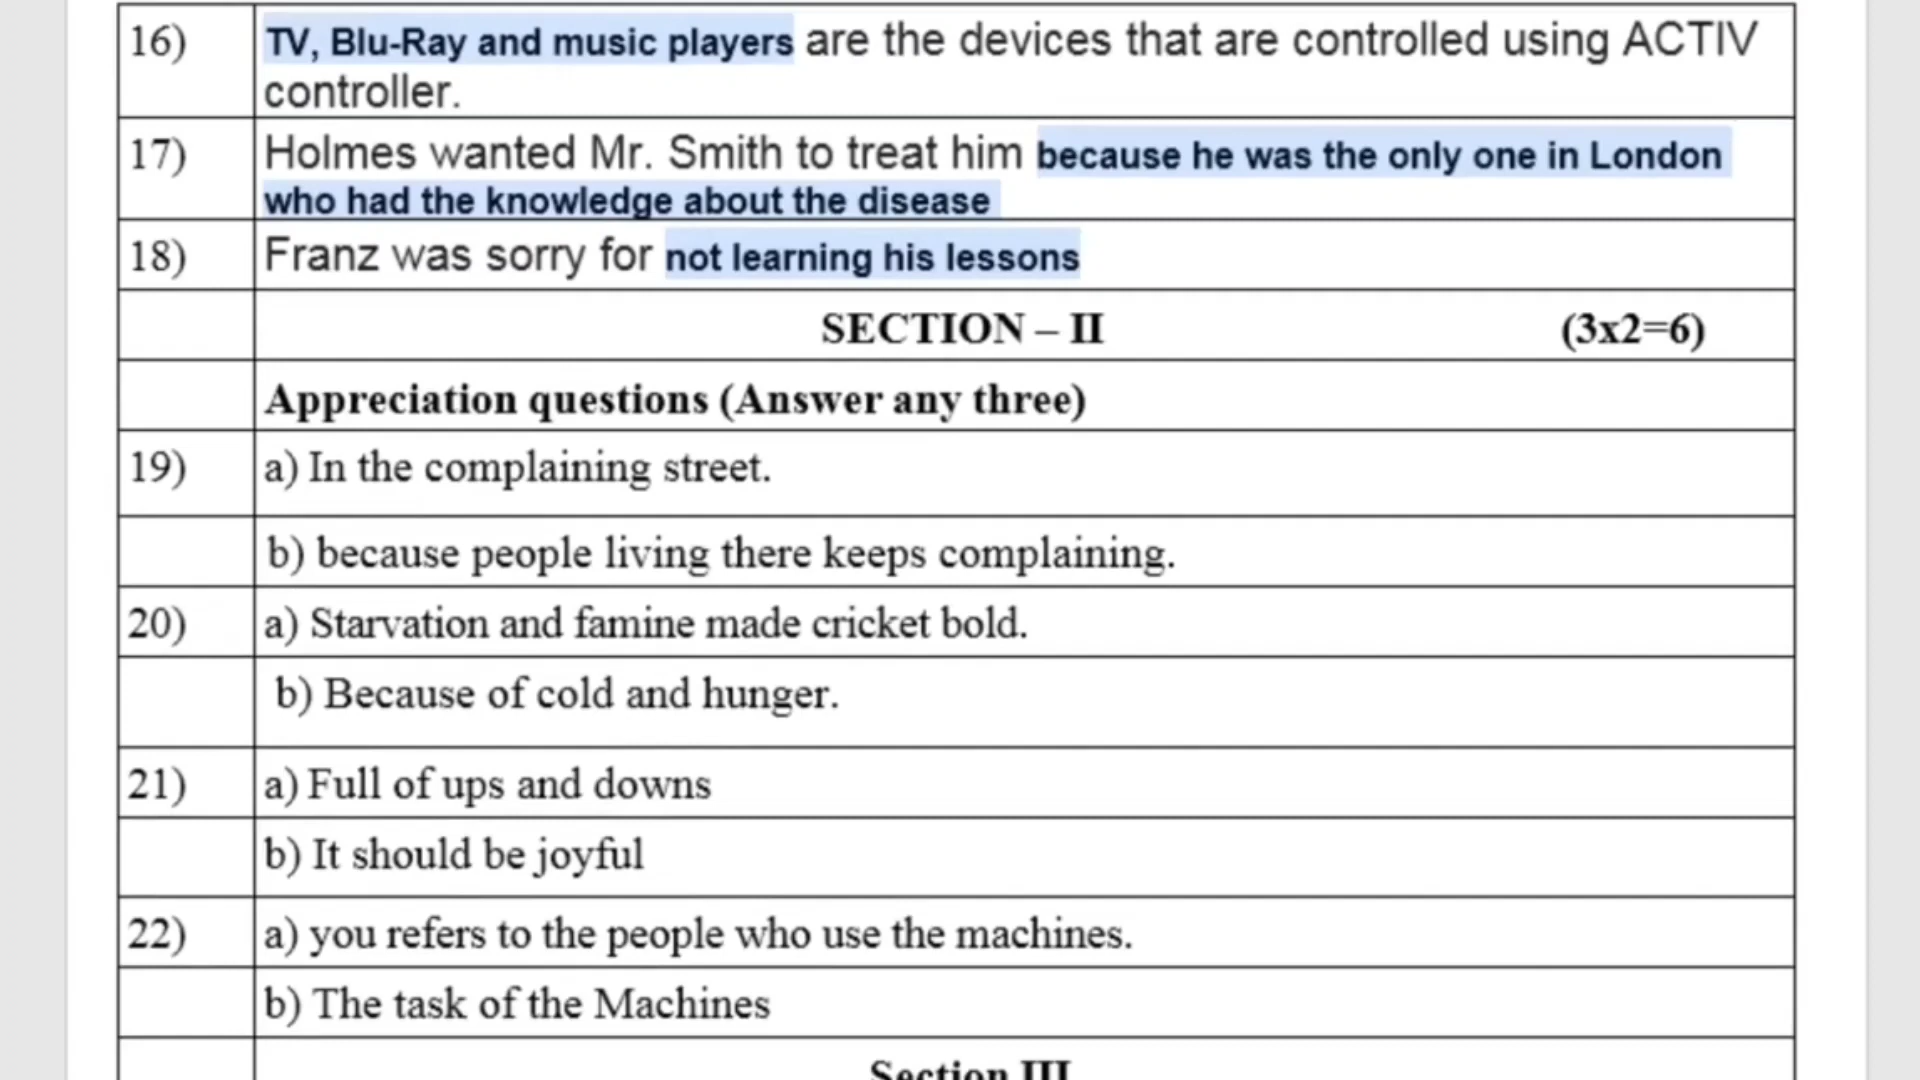 16) TV, Blu-Ray and music players are the devices that are controlled using ACTIV
controller.
17) Holmes wanted Mr. Smith to treat him because he was the only one in London
who had the knowledge about the disease
18) Franz was sorry for not learning his lessons
SECTION – II (3x2=6)
Appreciation questions (Answer any three)
19) a) In the complaining street.
b) because people living there keeps complaining.
20) a) Starvation and famine made cricket bold.
b) Because of cold and hunger.
21) a) Full of ups and downs
b) It should be joyful
22) a) you refers to the people who use the machines.
b) The task of the Machines
Section III